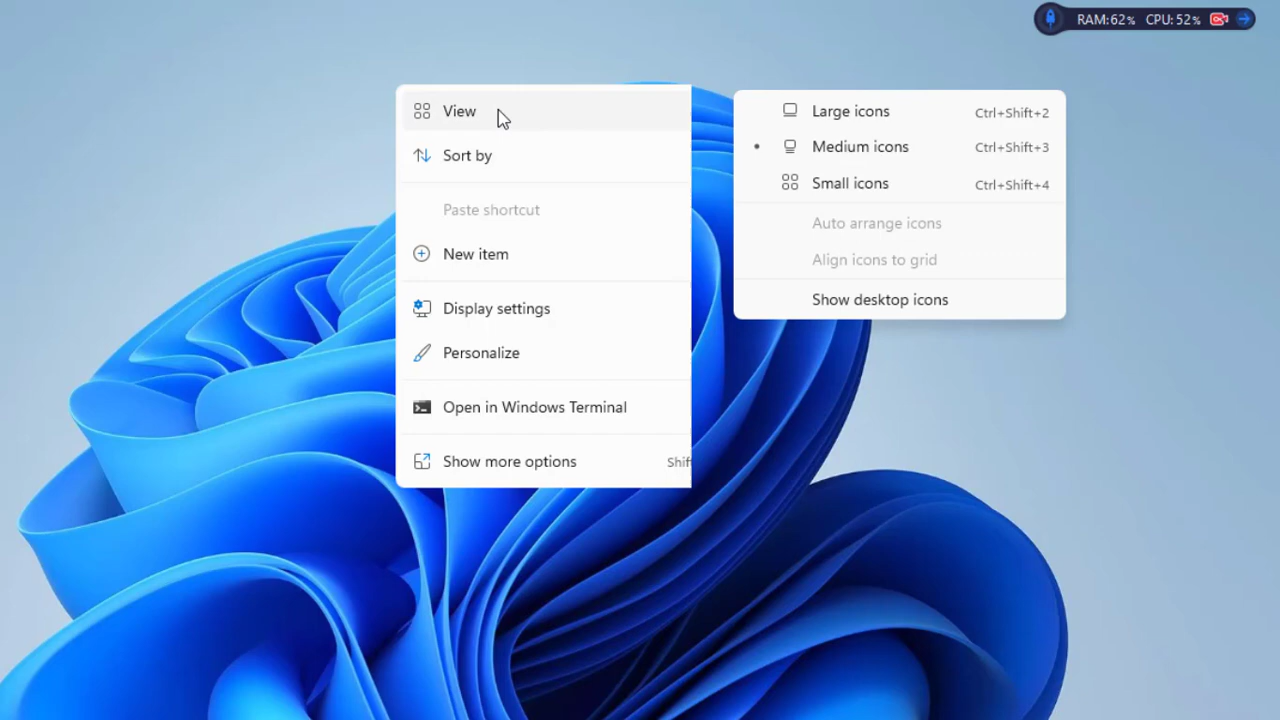 RAM:62% CPU:52%
View
Sort by
Paste shortcut
New item
Display settings
Personalize
Open in Windows Terminal
Show more options Shif
Large icons Ctrl+Shift+2
Medium icons Ctrl+Shift+3
Small icons Ctrl+Shift+4
Auto arrange icons
Align icons to grid
Show desktop icons